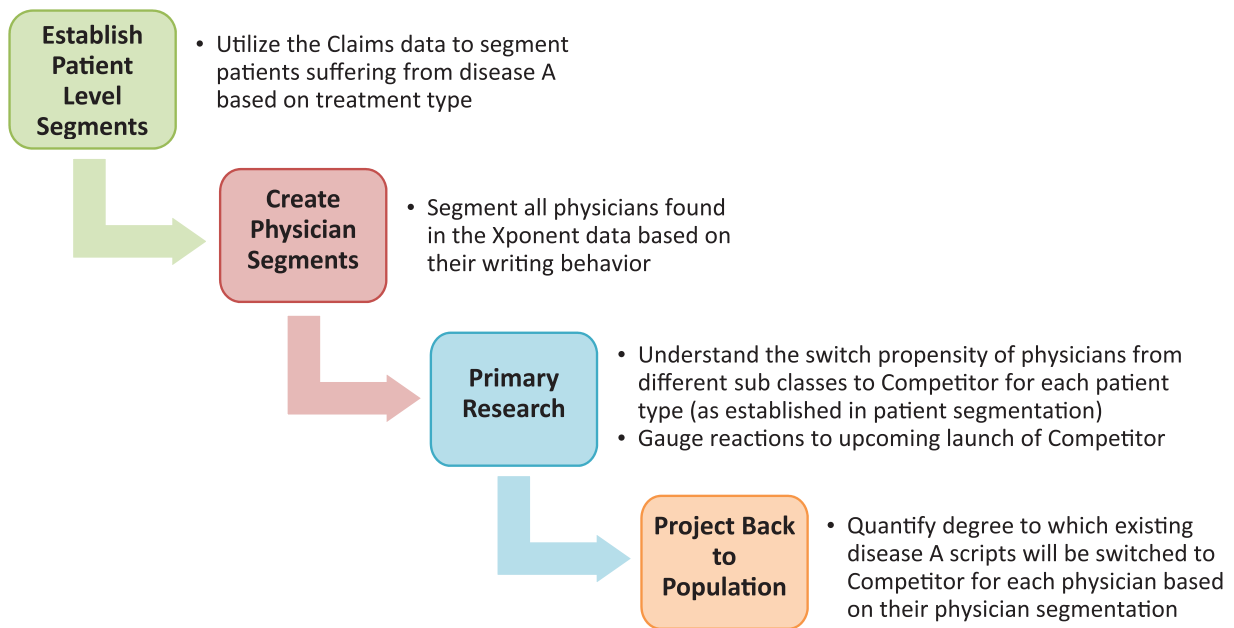 Establish
Patient
Level
Segments
• Utilize the Claims data to segment
patients suffering from disease A
based on treatment type
Create
Physician
Segments
• Segment all physicians found
in the Xponent data based on
their writing behavior
Primary
Research
• Understand the switch propensity of physicians from
different sub classes to Competitor for each patient
type (as established in patient segmentation)
• Gauge reactions to upcoming launch of Competitor
Project Back
to
Population
• Quantify degree to which existing
disease A scripts will be switched to
Competitor for each physician based
on their physician segmentation